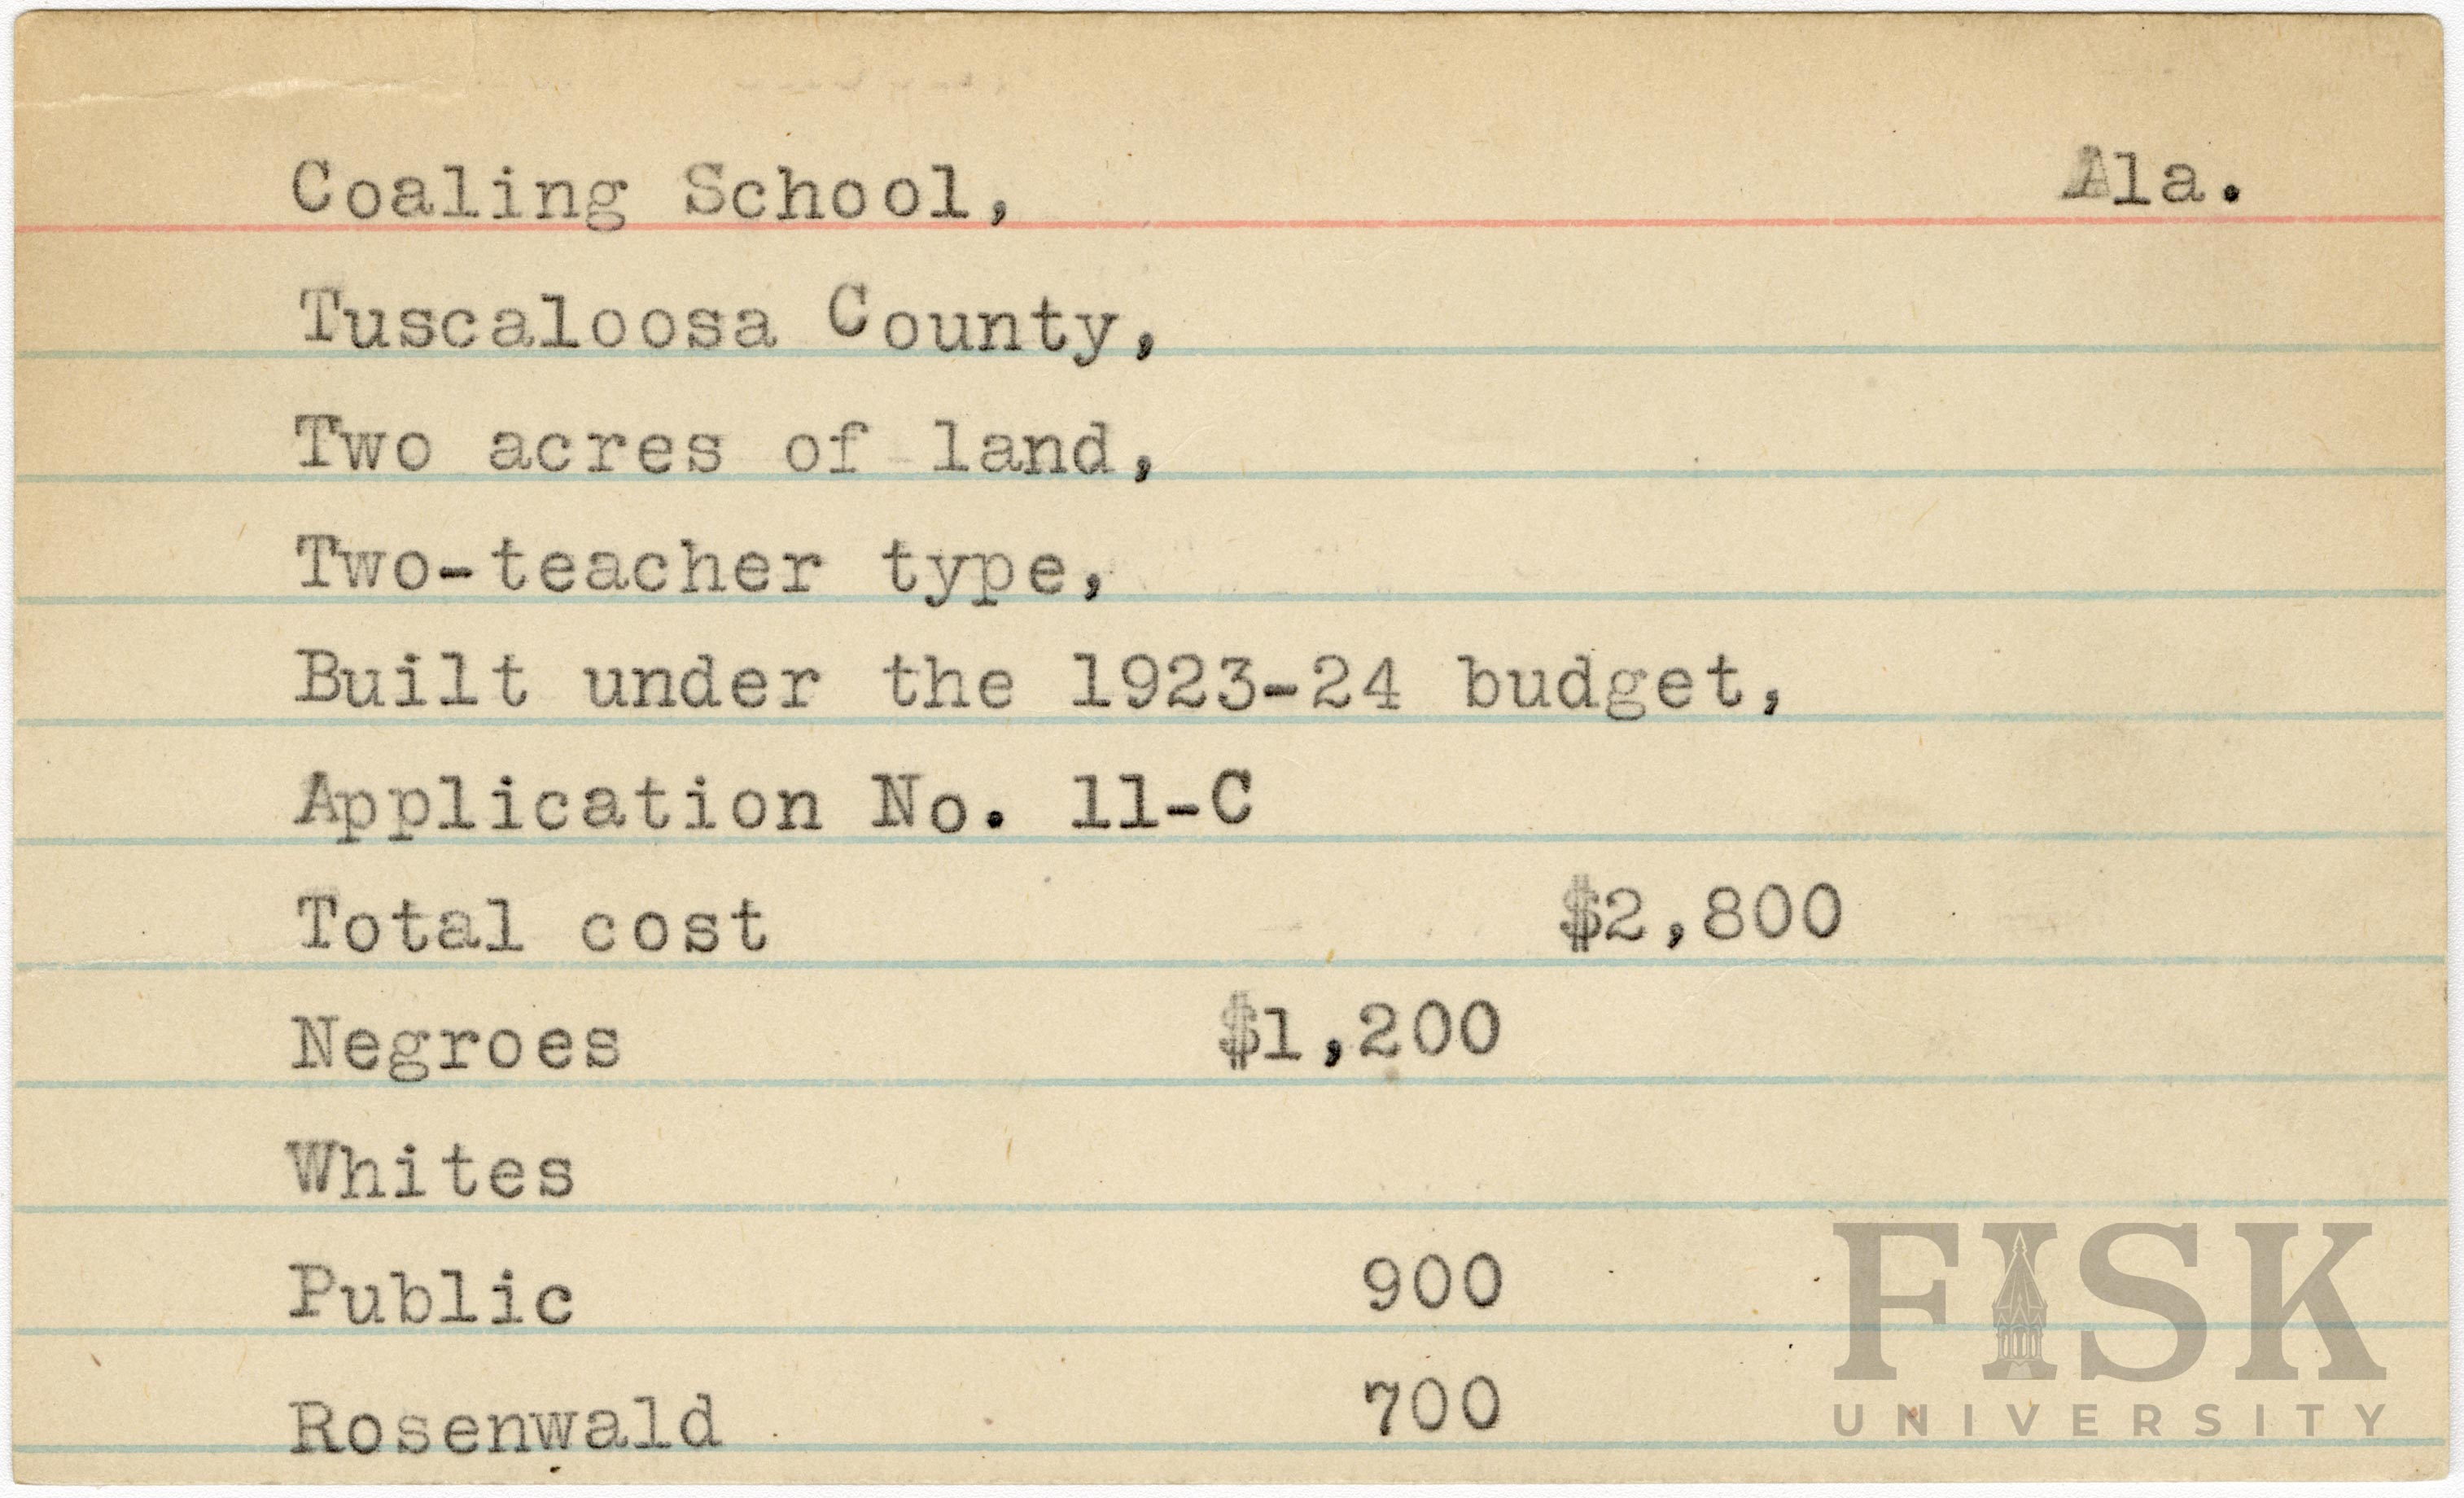 Coaling School, Ala.
Tuscaloosa County,
Two acres of land,
Two-teacher type,
Built under the 1923-24 budget,
Application No. 11-C
Total cost $2,800
Negroes $1,200
Whites
Public 900
Rosenwald 700
FISK
UNIVERSITY